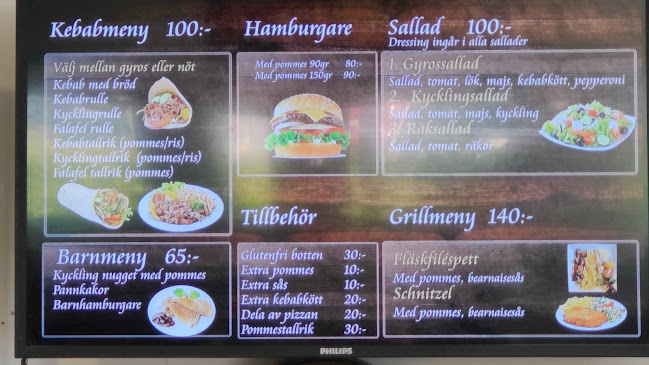 Kebabmeny 100:-
Välj mellan gyros eller nöt
Kebab med bröd
Kebabrulle
Kycklingrulle
Falafel rulle
Kebabtallrik (pommes/ris)
Kycklingtallrik (pommes/ris)
Falafel tallrik (pommes)
Hamburgare
Med pommes 90gr 80:-
Med pommes 150gr 90:-
Sallad 100:-
Dressing ingår i alla sallader
1. Gyrossallad
Sallad, tomat, lök, majs, kebabkött, pepperoni
2. Kycklingsallad
Sallad, tomat, majs, kyckling
3. Räksallad
Sallad, tomat, räkor
Barnmeny 65:-
Kyckling nugget med pommes
Pannkakor
Barnhamburgare
Tillbehör
Glutenfri botten 30:-
Extra pommes 10:-
Extra sås 10:-
Extra kebabkött 20:-
Dela av pizzan 20:-
Pommestallrik 30:-
Grillmeny 140:-
Fläskfiléspett
Med pommes, bearnaisesås
Schnitzel
Med pommes, bearnaisesås
PHILIPS